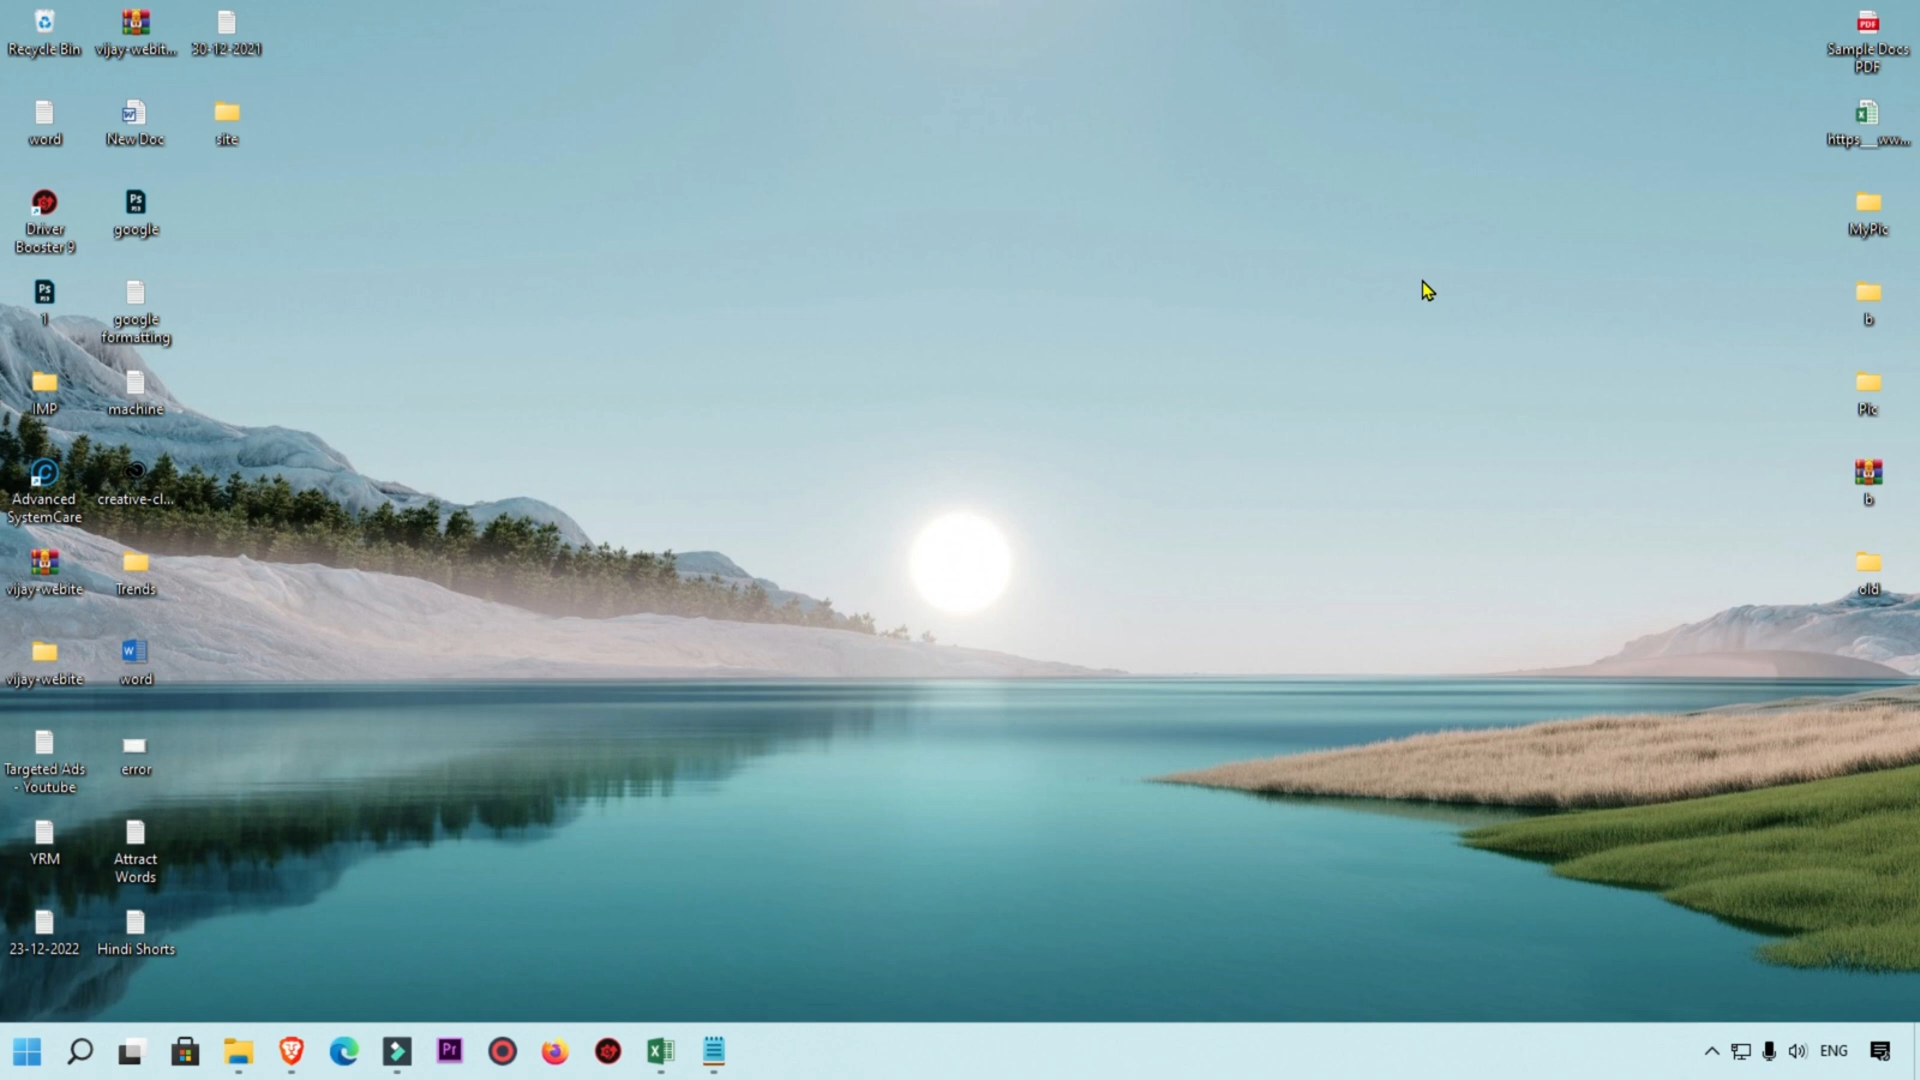 Recycle Bin
vijay-webit...
30-12-2021
word
New Doc
site
Driver
Booster 9
google
1
google
formatting
IMP
machine
Advanced
SystemCare
creative-cl...
vijay-webite
Trends
vijay-webite
word
Targeted Ads
- Youtube
error
YRM
Attract
Words
23-12-2022
Hindi Shorts
Sample Docs
PDF
https__ww...
MyPic
b
Pic
b
old
ENG